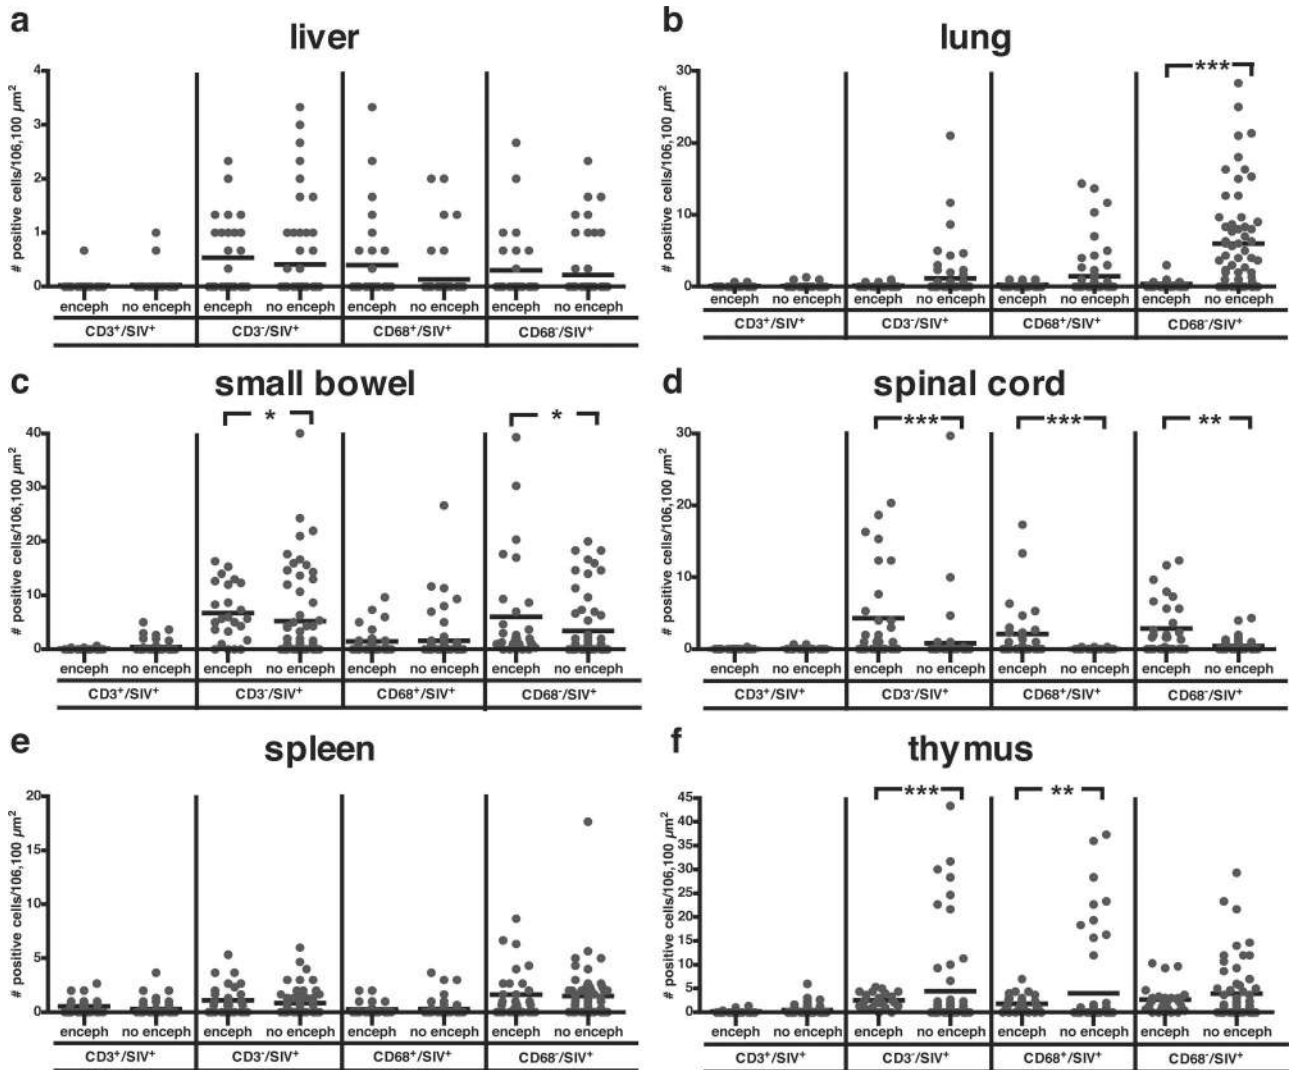 a
liver
# positive cells/106,100 µm²
4
3
2
1
0
enceph no enceph enceph no enceph enceph no enceph enceph no enceph
CD3⁺/SIV⁺ CD3⁻/SIV⁺ CD68⁺/SIV⁺ CD68⁻/SIV⁺
b
lung
# positive cells/106,100 µm²
30
20
10
0
***
enceph no enceph enceph no enceph enceph no enceph enceph no enceph
CD3⁺/SIV⁺ CD3⁻/SIV⁺ CD68⁺/SIV⁺ CD68⁻/SIV⁺
c
small bowel
# positive cells/106,100 µm²
40
30
20
10
0
* *
enceph no enceph enceph no enceph enceph no enceph enceph no enceph
CD3⁺/SIV⁺ CD3⁻/SIV⁺ CD68⁺/SIV⁺ CD68⁻/SIV⁺
d
spinal cord
# positive cells/106,100 µm²
30
20
10
0
*** *** **
enceph no enceph enceph no enceph enceph no enceph enceph no enceph
CD3⁺/SIV⁺ CD3⁻/SIV⁺ CD68⁺/SIV⁺ CD68⁻/SIV⁺
e
spleen
# positive cells/106,100 µm²
20
15
10
5
0
enceph no enceph enceph no enceph enceph no enceph enceph no enceph
CD3⁺/SIV⁺ CD3⁻/SIV⁺ CD68⁺/SIV⁺ CD68⁻/SIV⁺
f
thymus
# positive cells/106,100 µm²
45
40
35
30
25
20
15
10
5
0
*** **
enceph no enceph enceph no enceph enceph no enceph enceph no enceph
CD3⁺/SIV⁺ CD3⁻/SIV⁺ CD68⁺/SIV⁺ CD68⁻/SIV⁺